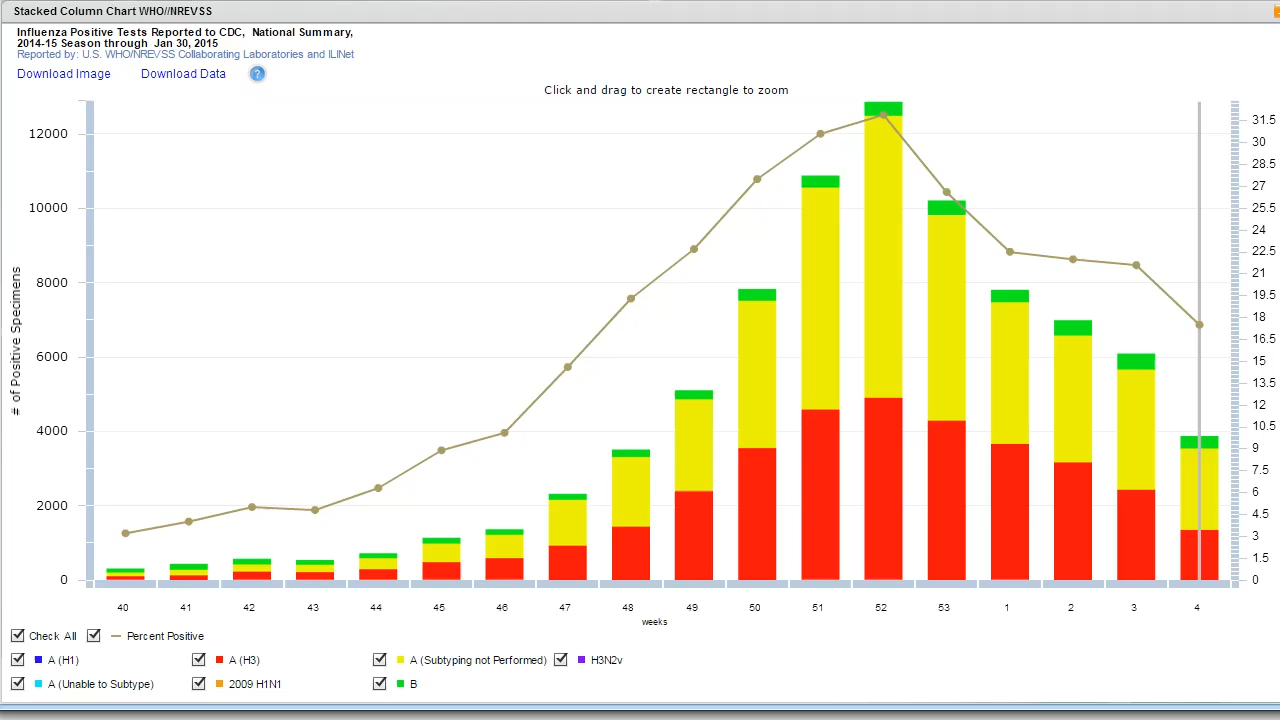 Stacked Column Chart WHO//NREVSS
Influenza Positive Tests Reported to CDC, National Summary,
2014-15 Season through Jan 30, 2015
Reported by: U.S. WHO/NREVSS Collaborating Laboratories and ILINet
Download Image Download Data ?
Click and drag to create rectangle to zoom
# of Positive Specimens
12000
10000
8000
6000
4000
2000
0
31.5
30
28.5
27
25.5
24
22.5
21
19.5
18
16.5
15
13.5
12
10.5
9
7.5
6
4.5
3
1.5
0
40 41 42 43 44 45 46 47 48 49 50 51 52 53 1 2 3 4
weeks
Check All Percent Positive
A (H1) A (H3) A (Subtyping not Performed) H3N2v
A (Unable to Subtype) 2009 H1N1 B